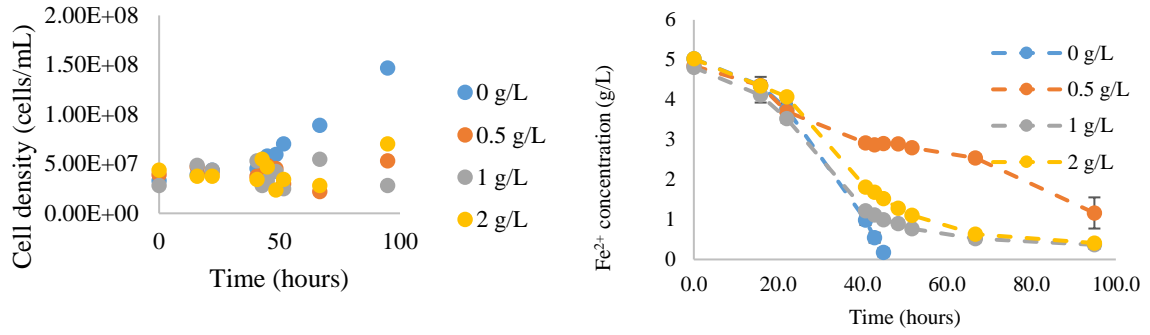 2.00E+08
1.50E+08
1.00E+08
5.00E+07
0.00E+00
0
50
100
Cell density (cells/mL)
Time (hours)
0 g/L
0.5 g/L
1 g/L
2 g/L
6
5
4
3
2
1
0
0.0
20.0
40.0
60.0
80.0
100.0
Fe²⁺ concentration (g/L)
Time (hours)
0 g/L
0.5 g/L
1 g/L
2 g/L